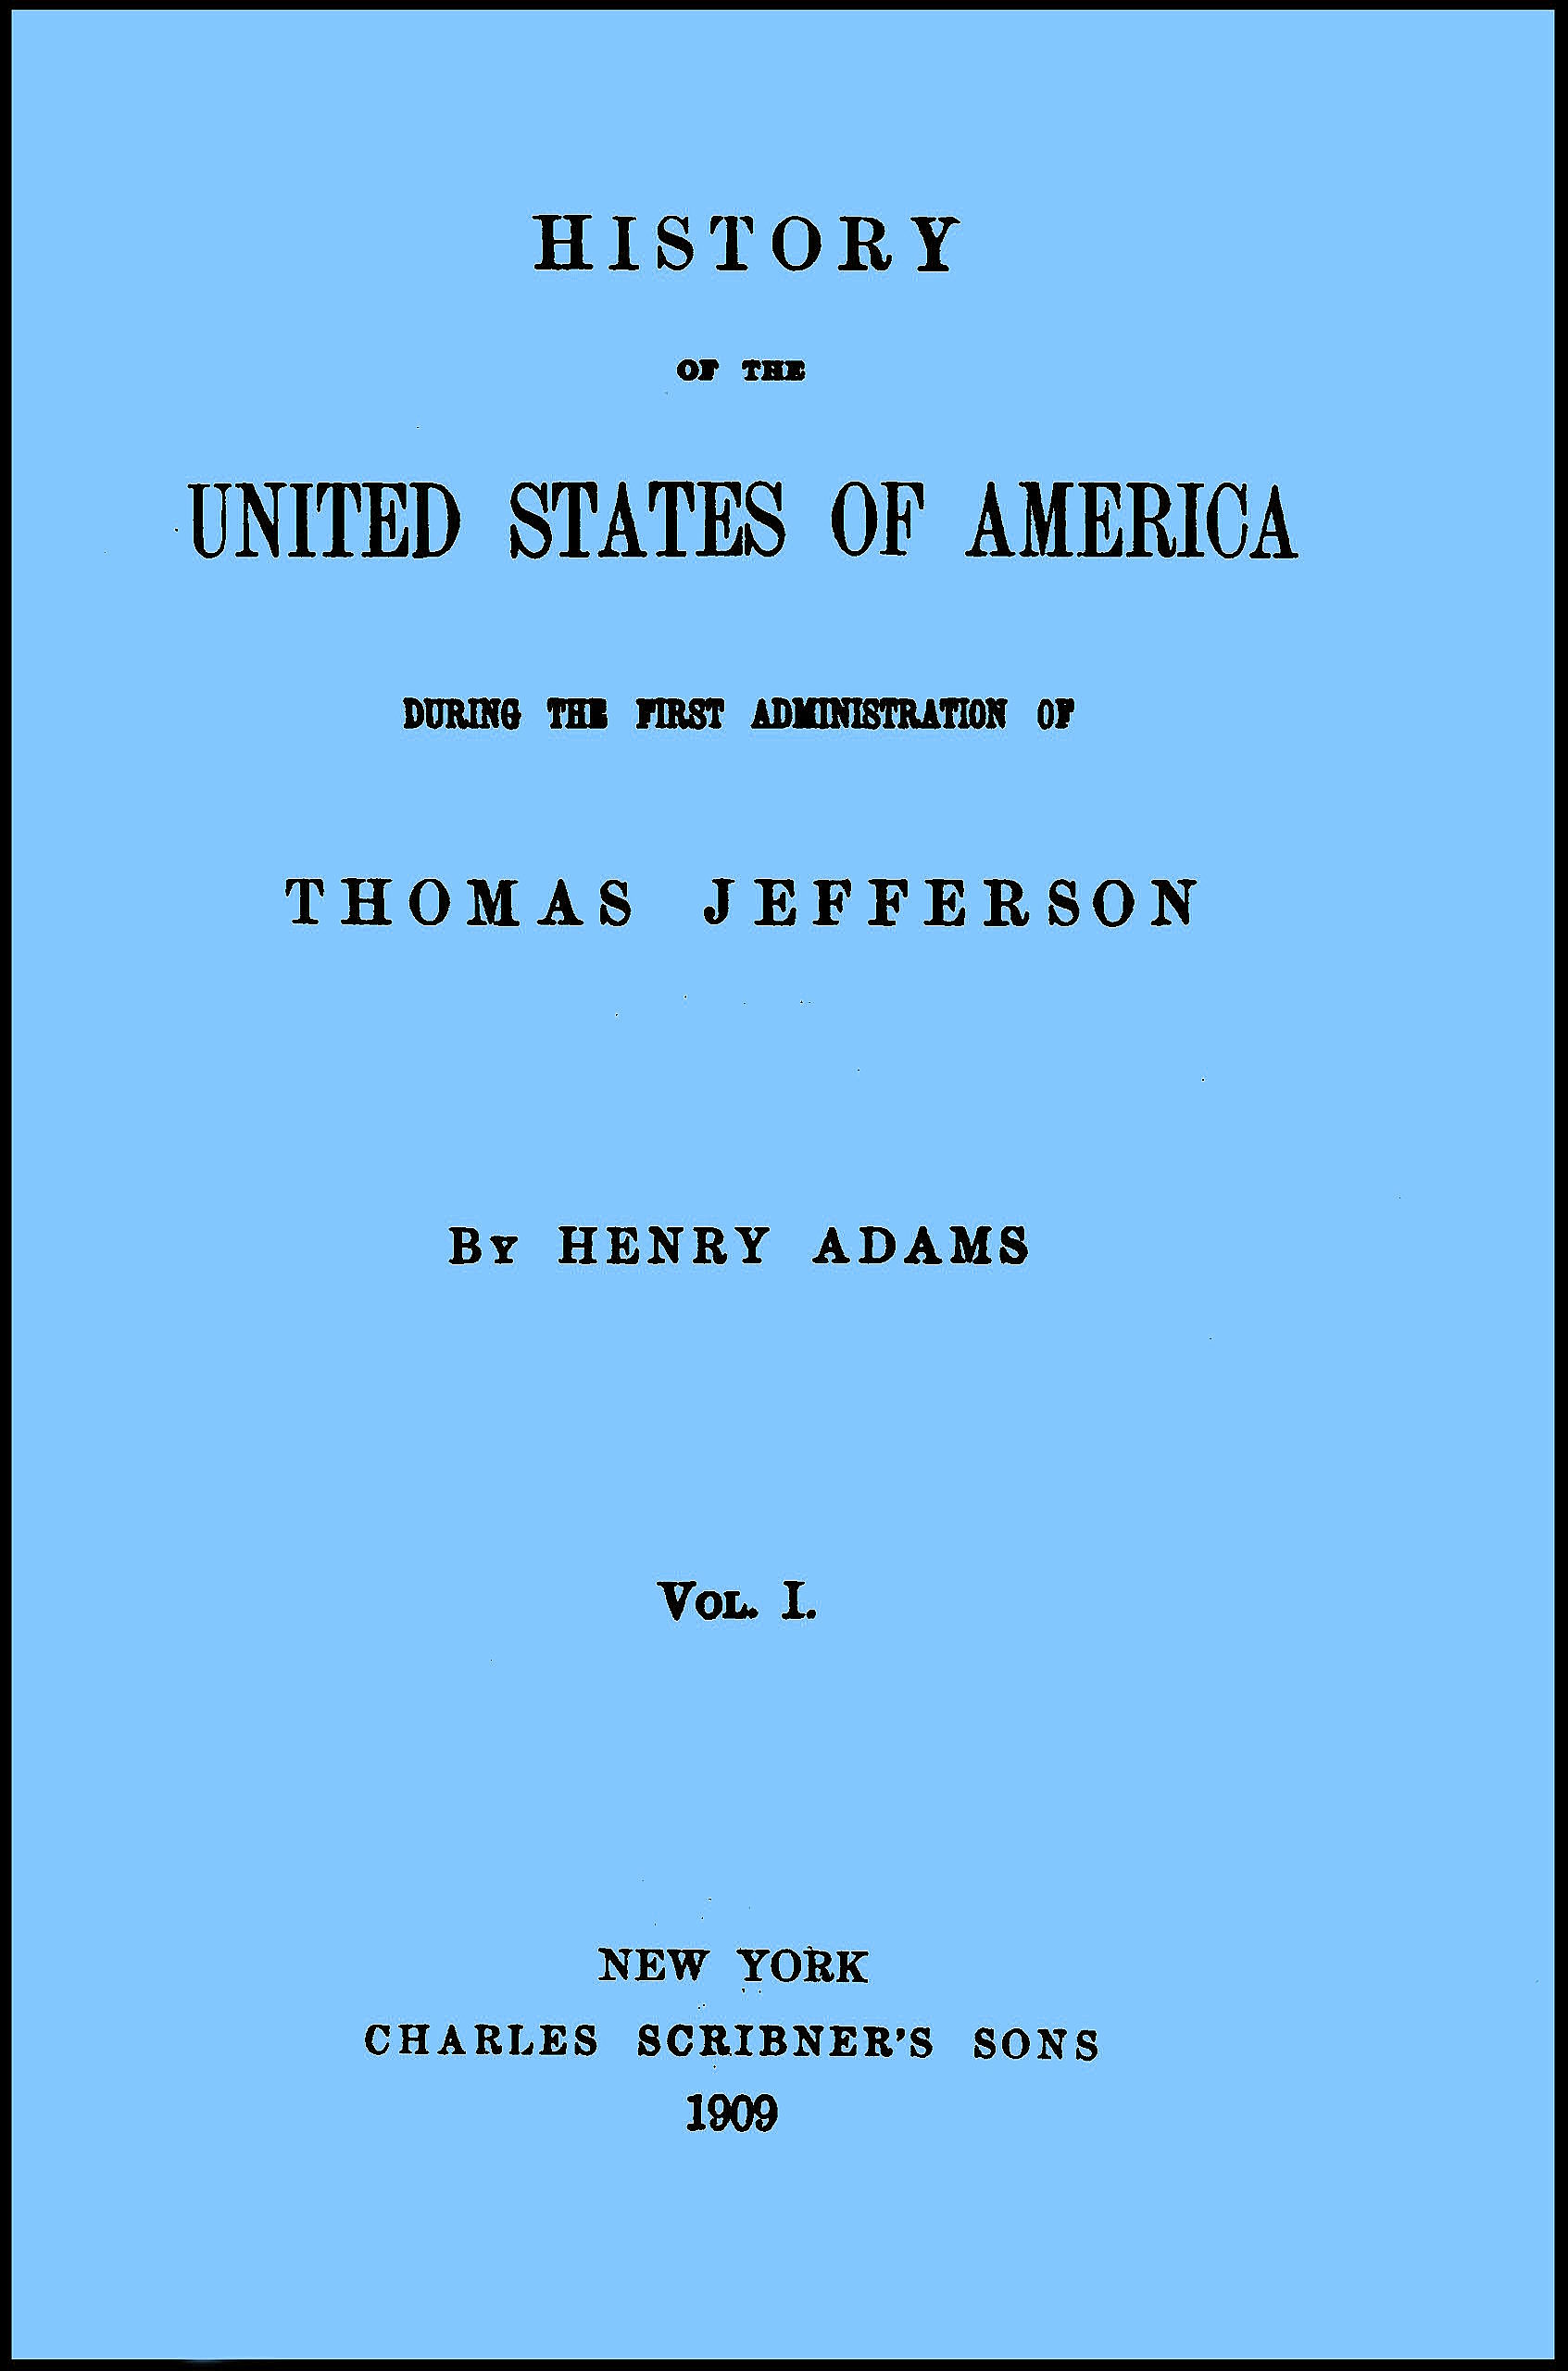 HISTORY
OF THE
UNITED STATES OF AMERICA
DURING THE FIRST ADMINISTRATION OF
THOMAS JEFFERSON
BY HENRY ADAMS
VOL. I.
NEW YORK
CHARLES SCRIBNER'S SONS
1909